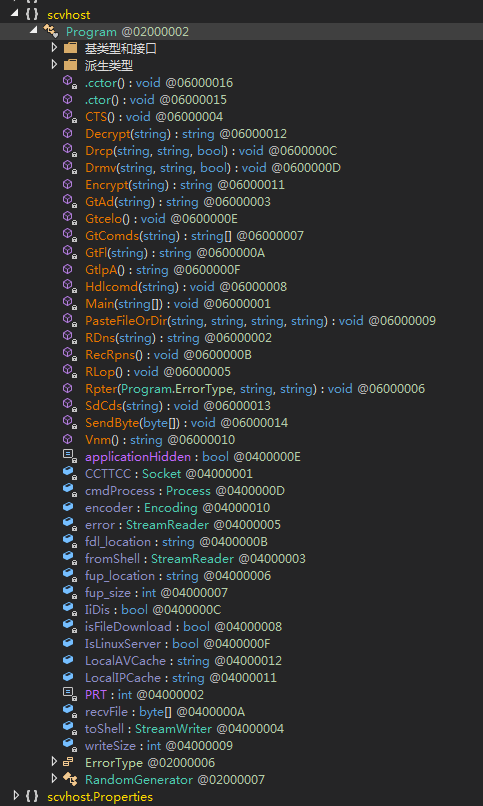 scvhost
Program @02000002
基类型和接口
派生类型
.cctor() : void @06000016
.ctor() : void @06000015
CTS() : void @06000004
Decrypt(string) : string @06000012
Drcp(string, string, bool) : void @0600000C
Drmv(string, string, bool) : void @0600000D
Encrypt(string) : string @06000011
GtAd(string) : string @06000003
Gtcelo() : void @0600000E
GtComds(string) : string[] @06000007
GtFl(string) : string @0600000A
GtlpA() : string @0600000F
Hdlcomd(string) : void @06000008
Main(string[]) : void @06000001
PasteFileOrDir(string, string, string, string) : void @06000009
RDns(string) : string @06000002
RecRpns() : void @0600000B
RLop() : void @06000005
Rpter(Program.ErrorType, string, string) : void @06000006
SdCds(string) : void @06000013
SendByte(byte[]) : void @06000014
Vnm() : string @06000010
applicationHidden : bool @0400000E
CCTTCC : Socket @04000001
cmdProcess : Process @0400000D
encoder : Encoding @04000010
error : StreamReader @04000005
fdl_location : string @0400000B
fromShell : StreamReader @04000003
fup_location : string @04000006
fup_size : int @04000007
IiDis : bool @0400000C
isFileDownload : bool @04000008
IsLinuxServer : bool @0400000F
LocalAVCache : string @04000012
LocalIPCache : string @04000011
PRT : int @04000002
recvFile : byte[] @0400000A
toShell : StreamWriter @04000004
writeSize : int @04000009
ErrorType @02000006
RandomGenerator @02000007
scvhost.Properties